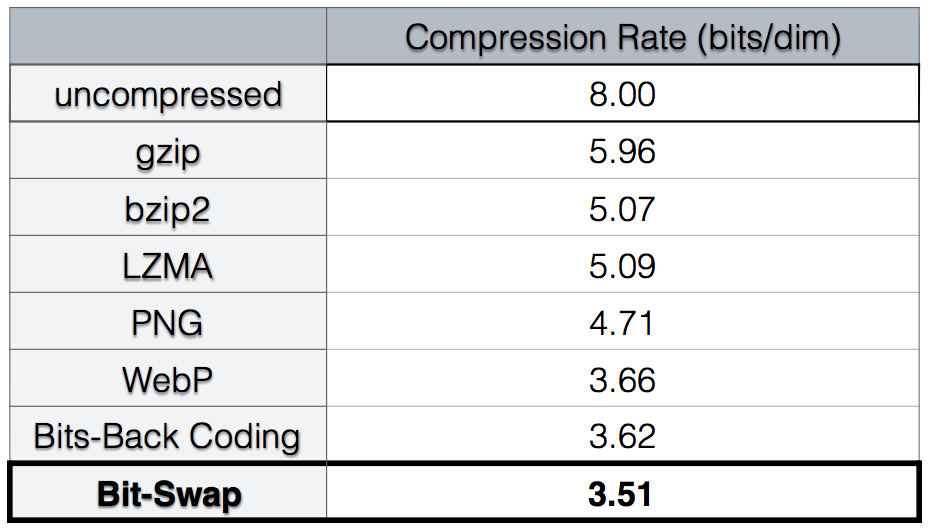 Compression Rate (bits/dim)
uncompressed 8.00
gzip 5.96
bzip2 5.07
LZMA 5.09
PNG 4.71
WebP 3.66
Bits-Back Coding 3.62
Bit-Swap 3.51